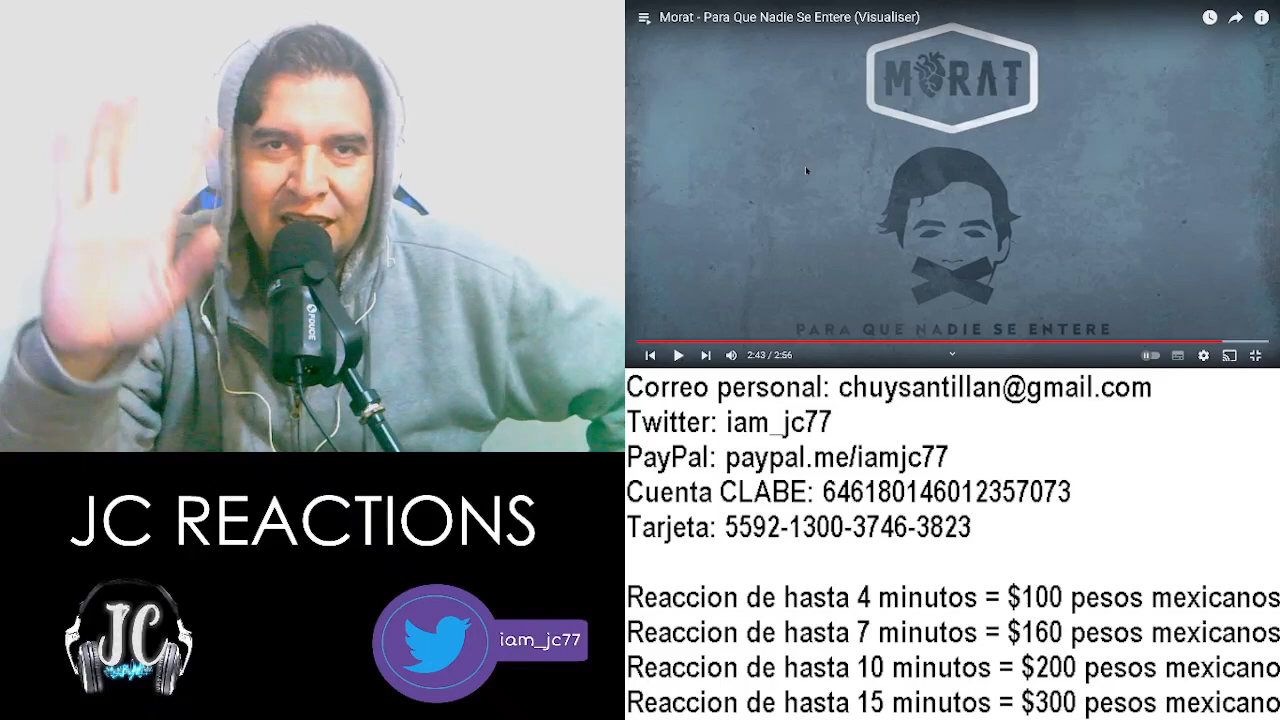 Morat - Para Que Nadie Se Entere (Visualiser)
MORAT
PARA QUE NADIE SE ENTERE
2:43 / 2:56
Correo personal: chuysantillan@gmail.com
Twitter: iam_jc77
PayPal: paypal.me/iamjc77
Cuenta CLABE: 646180146012357073
Tarjeta: 5592-1300-3746-3823
Reaccion de hasta 4 minutos = $100 pesos mexicanos
Reaccion de hasta 7 minutos = $160 pesos mexicanos
Reaccion de hasta 10 minutos = $200 pesos mexicano
Reaccion de hasta 15 minutos = $300 pesos mexicano
JC REACTIONS
JC
iam_jc77